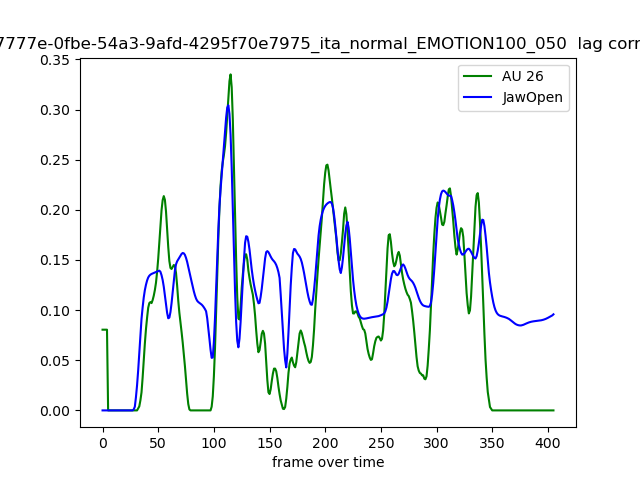 7777e-0fbe-54a3-9afd-4295f70e7975_ita_normal_EMOTION100_050 lag corr
AU 26
JawOpen
0.35
0.30
0.25
0.20
0.15
0.10
0.05
0.00
0 50 100 150 200 250 300 350 400
frame over time